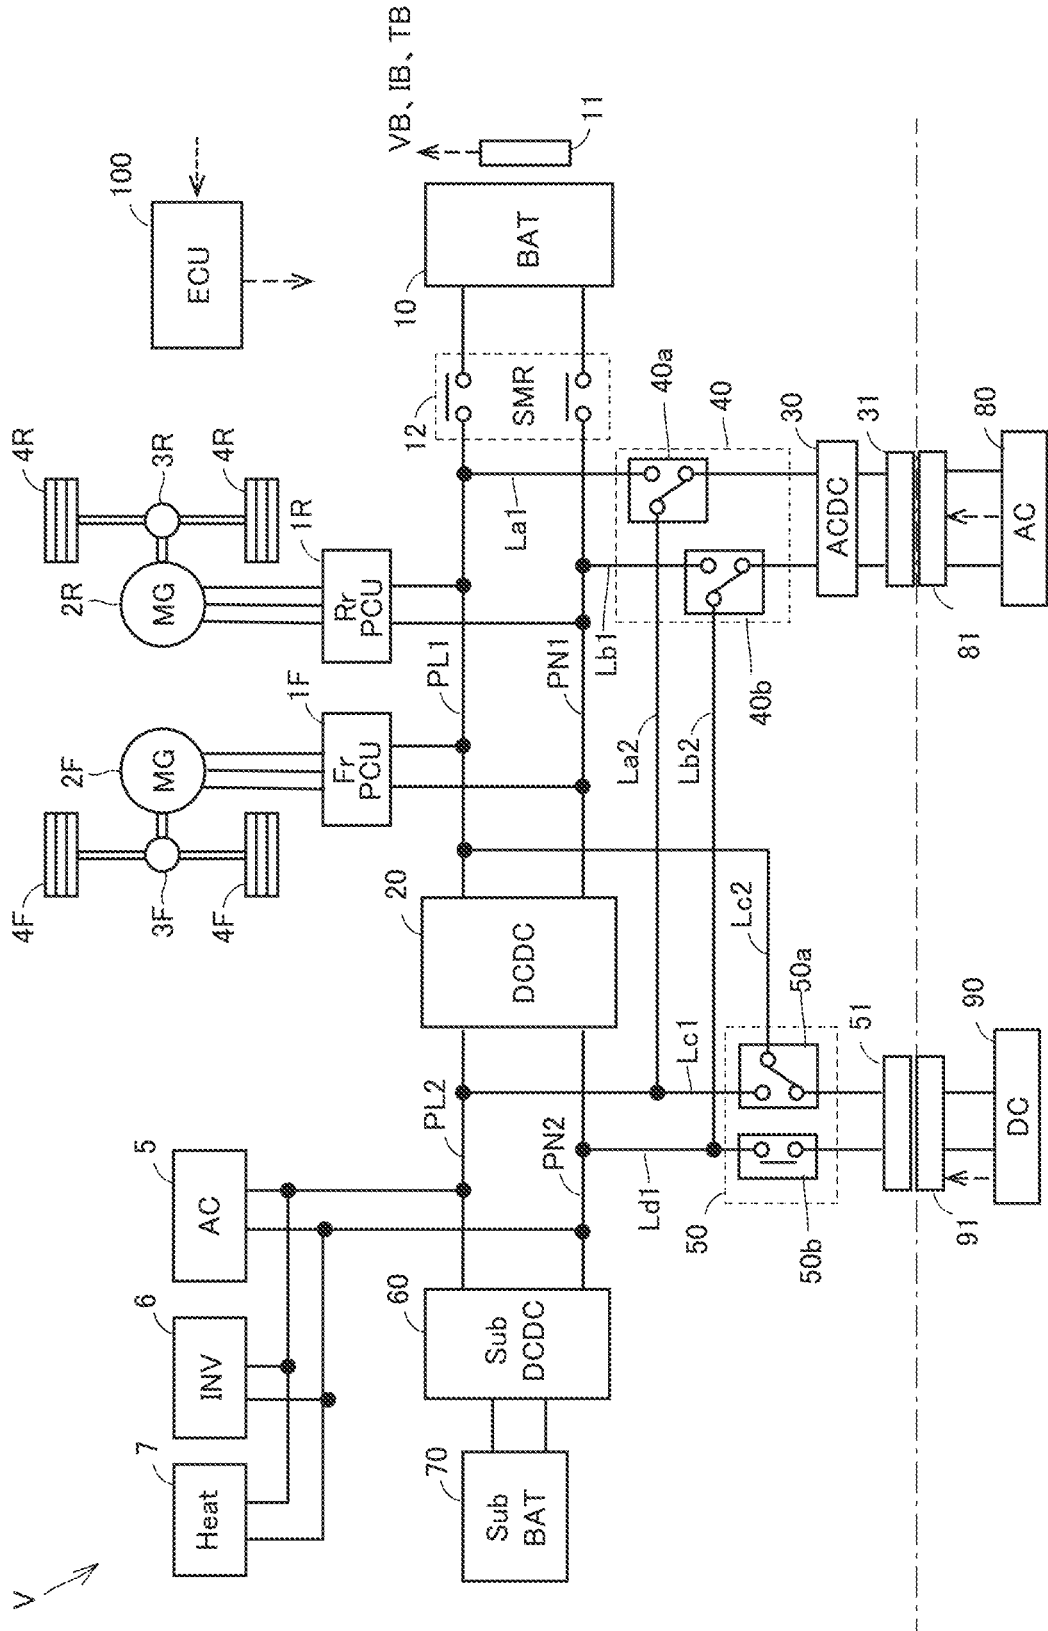 V
7
Heat
6
INV
5
AC
4F
3F
4F
2F
MG
4R
3R
4R
2R
MG
100
ECU
1F
Fr
PCU
1R
Rr
PCU
70
Sub
BAT
60
Sub
DCDC
PL2
PN2
20
DCDC
PL1
PN1
12
SMR
10
BAT
11
VB、IB、TB
La1
Lb1
La2
Lb2
40a
40
40b
Lc1
Lc2
Ld1
50
50a
50b
51
30
ACDC
31
91
90
DC
81
80
AC